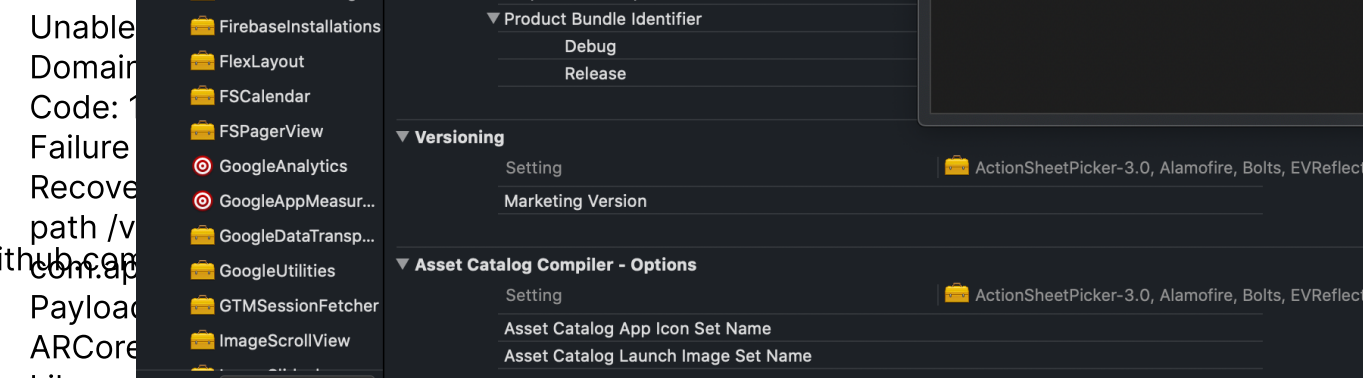 Unable
Domain
Code:
Failure
Recove
path /v
ithub.com
com.ap
Payload
ARCore
FirebaseInstallations
FlexLayout
FSCalendar
FSPagerView
GoogleAnalytics
GoogleAppMeasur...
GoogleDataTransp...
GoogleUtilities
GTMSessionFetcher
ImageScrollView
Product Bundle Identifier
Debug
Release
Versioning
Setting
ActionSheetPicker-3.0, Alamofire, Bolts, EVReflect
Marketing Version
Asset Catalog Compiler - Options
Setting
ActionSheetPicker-3.0, Alamofire, Bolts, EVReflect
Asset Catalog App Icon Set Name
Asset Catalog Launch Image Set Name